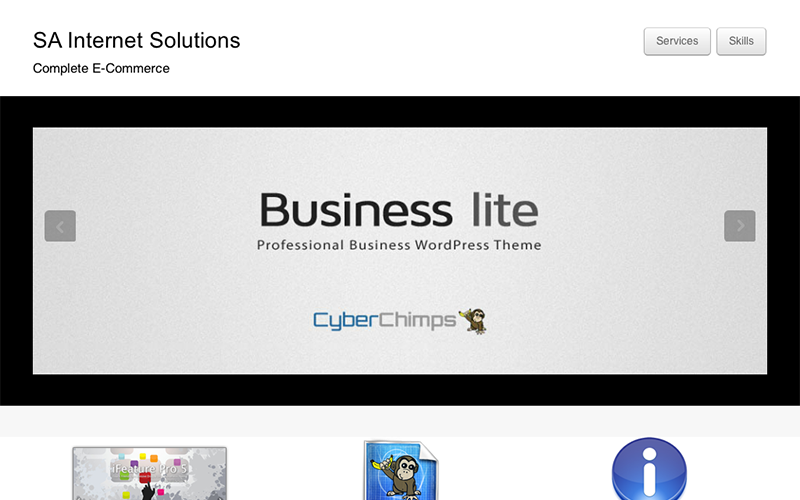 SA Internet Solutions
Complete E-Commerce
Services
Skills
Business lite
Professional Business WordPress Theme
CyberChimps
iFeature Pro 5